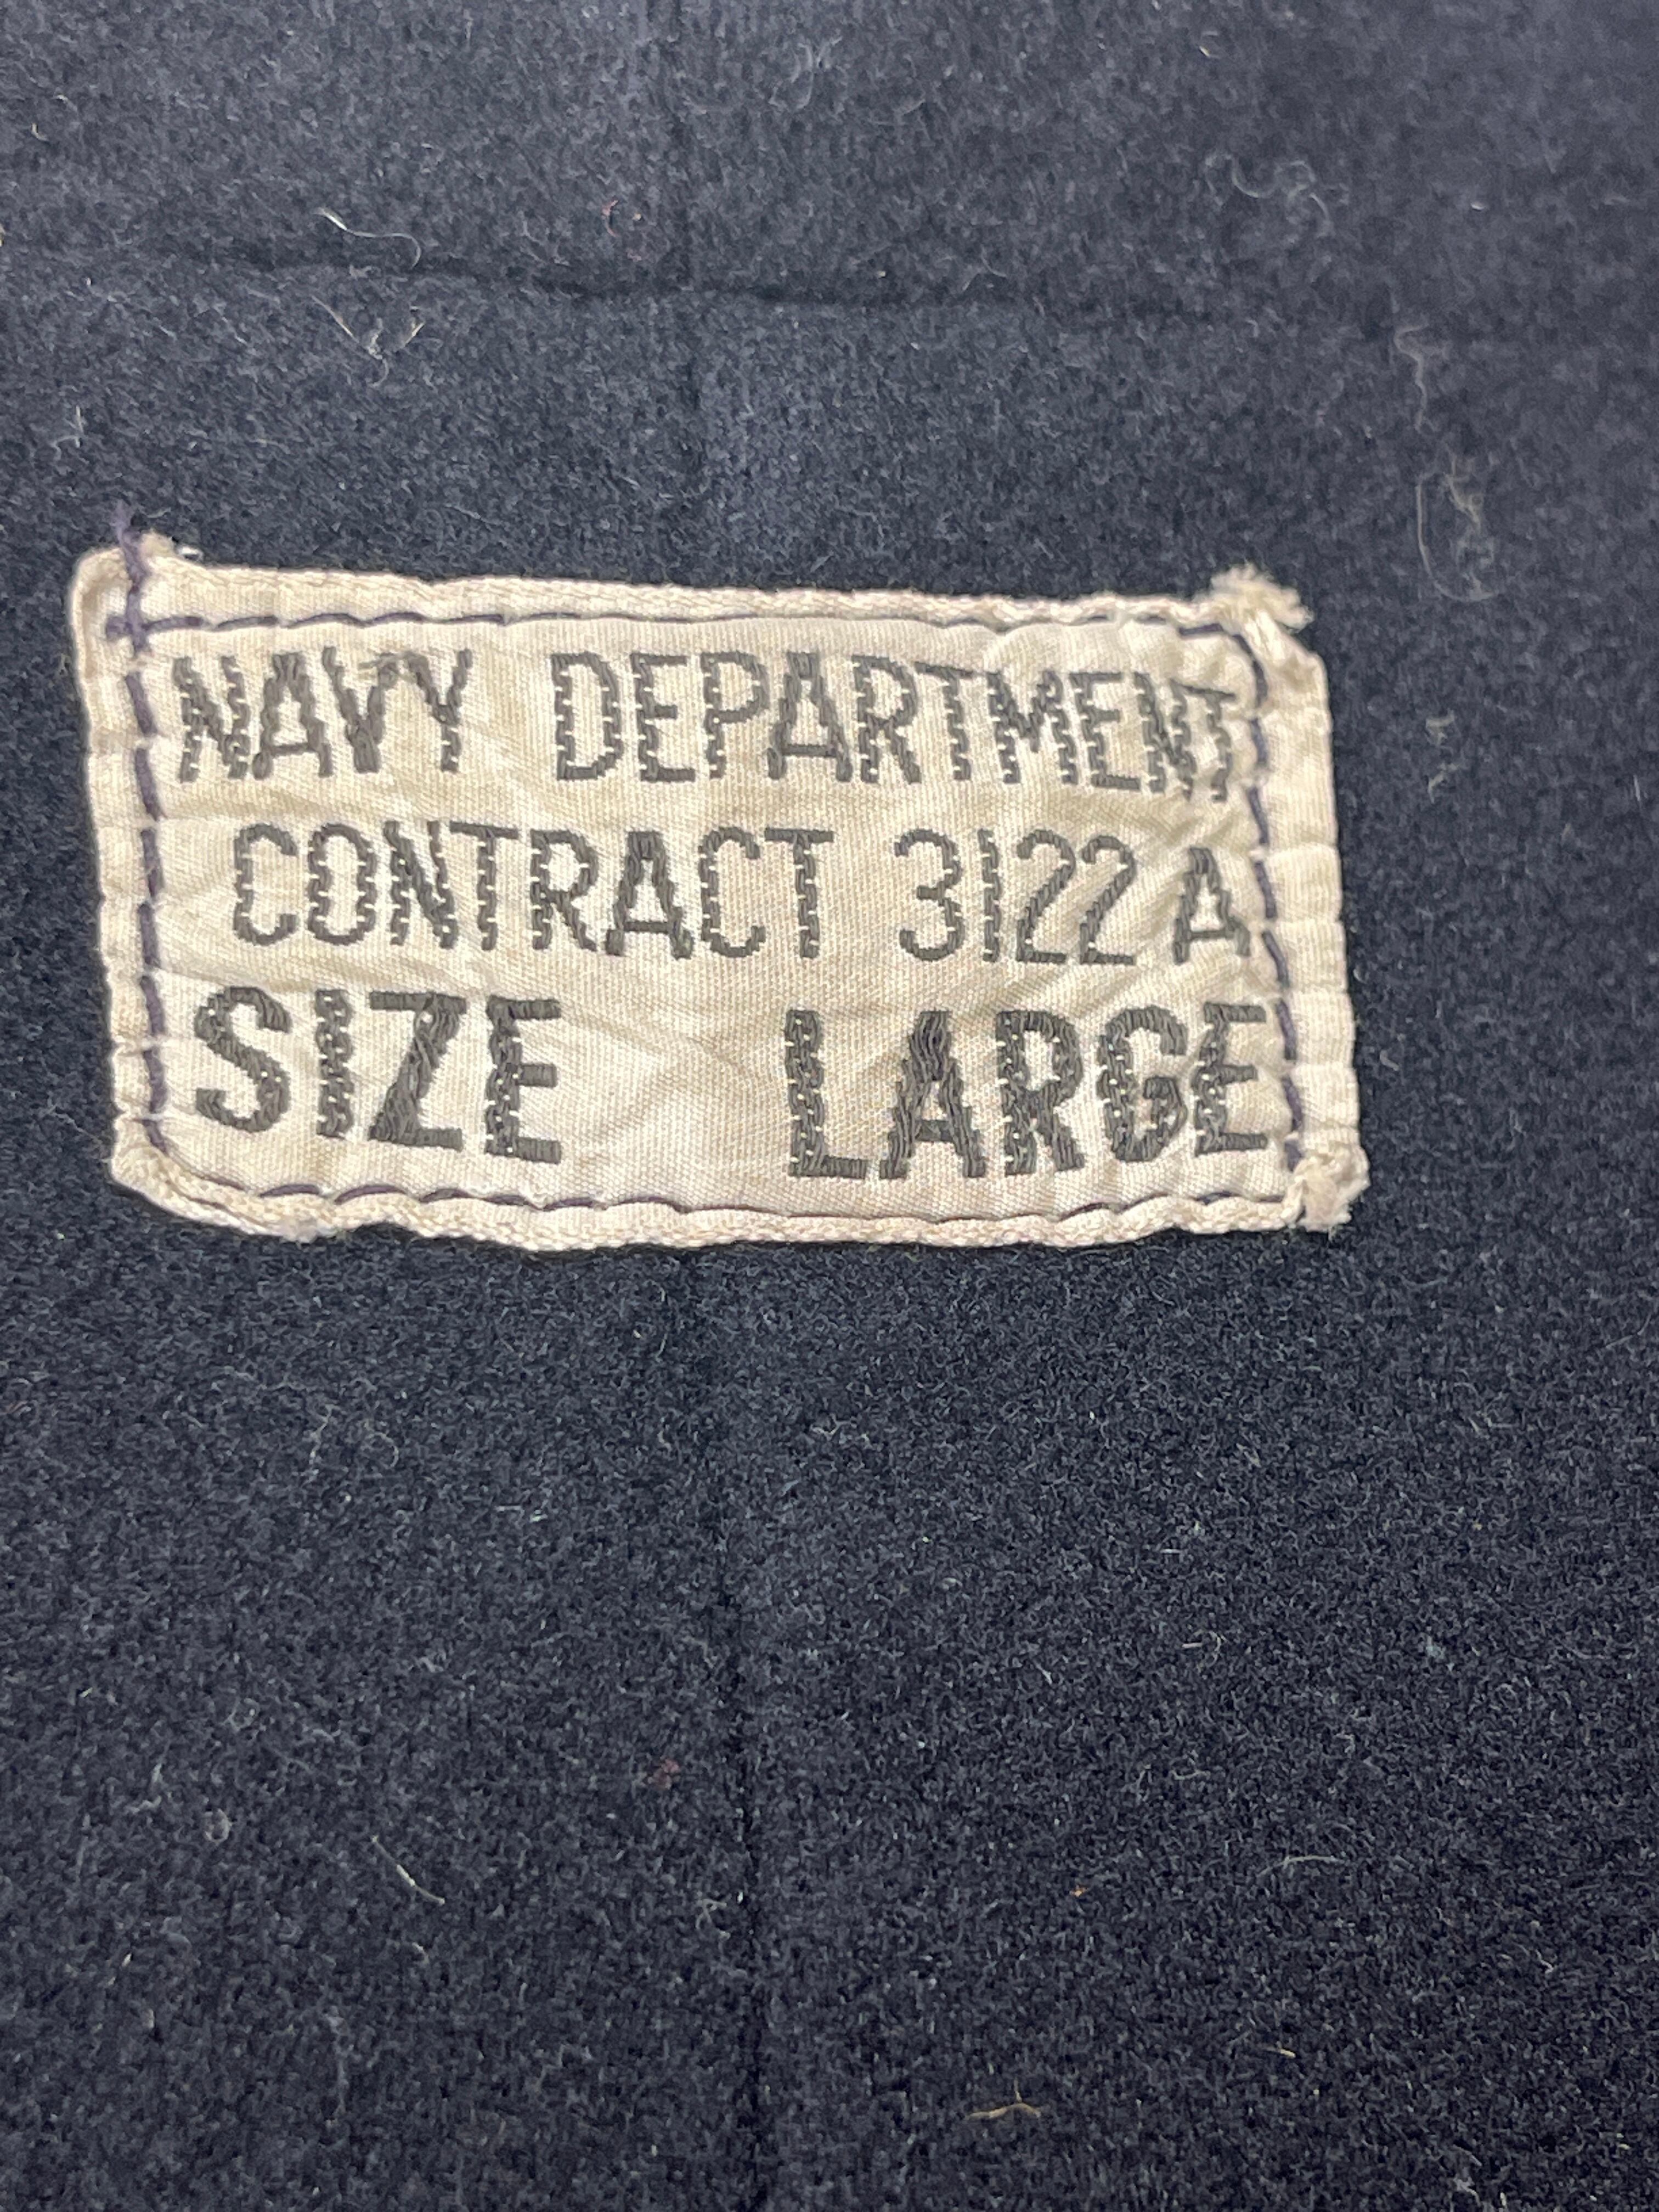 NAVY DEPARTMENT
CONTRACT 3122 A
SIZE LARGE